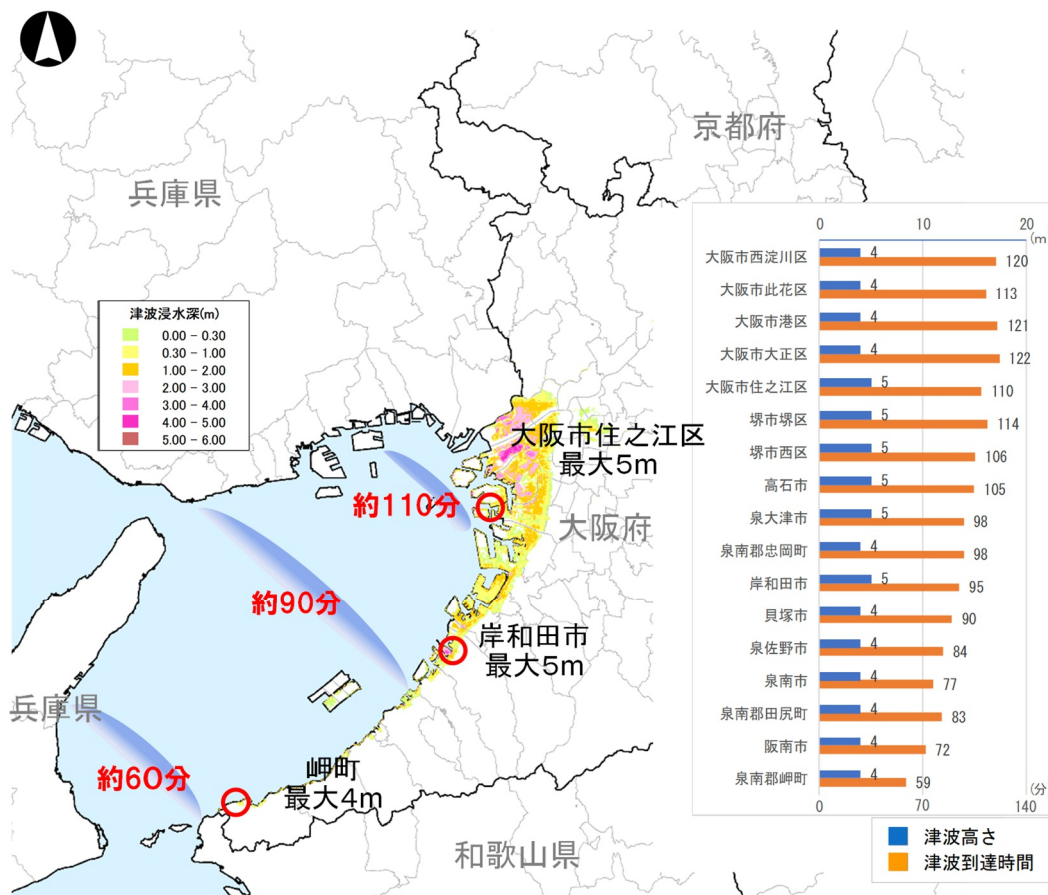 京都府
兵庫県
津波浸水深(m)
0.00 - 0.30
0.30 - 1.00
1.00 - 2.00
2.00 - 3.00
3.00 - 4.00
4.00 - 5.00
5.00 - 6.00
大阪市住之江区
最大5m
約110分
大阪府
約90分
岸和田市
最大5m
兵庫県
約60分
岬町
最大4m
和歌山県
0 10 20
(m)
大阪市西淀川区 4 120
大阪市此花区 4 113
大阪市港区 4 121
大阪市大正区 4 122
大阪市住之江区 5 110
堺市堺区 5 114
堺市西区 5 106
高石市 5 105
泉大津市 5 98
泉南郡忠岡町 4 98
岸和田市 5 95
貝塚市 4 90
泉佐野市 4 84
泉南市 4 77
泉南郡田尻町 4 83
阪南市 4 72
泉南郡岬町 4 59
0 70 140
(分)
津波高さ
津波到達時間